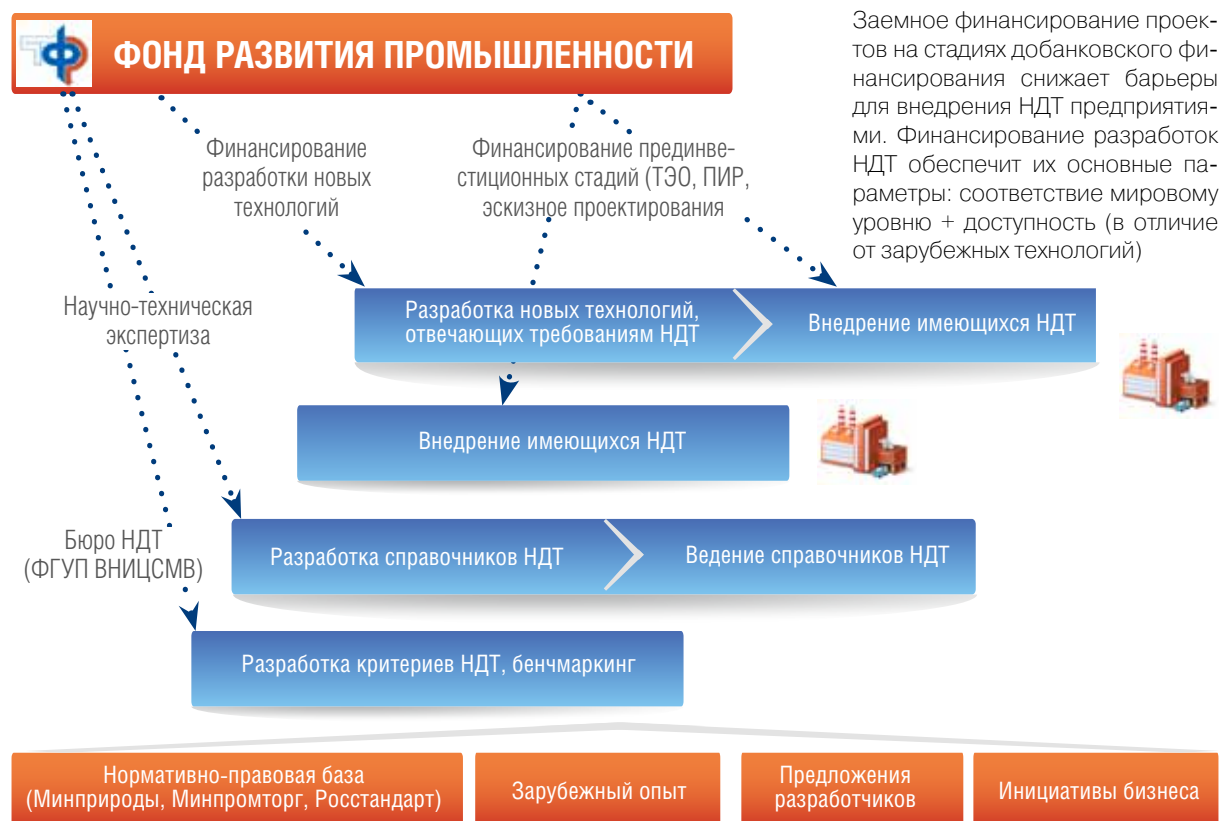 ФОНД РАЗВИТИЯ ПРОМЫШЛЕННОСТИ
Заемное финансирование проек-
тов на стадиях добанковского фи-
нансирования снижает барьеры
для внедрения НДТ предприятия-
ми. Финансирование разработок
НДТ обеспечит их основные па-
раметры: соответствие мировому
уровню + доступность (в отличие
от зарубежных технологий)
Финансирование
разработки новых
технологий
Финансирование прединве-
стиционных стадий (ТЭО, ПИР,
эскизное проектирования
Научно-техническая
экспертиза
Разработка новых технологий,
отвечающих требованиям НДТ
Внедрение имеющихся НДТ
Внедрение имеющихся НДТ
Бюро НДТ
(ФГУП ВНИЦСМВ)
Разработка справочников НДТ
Ведение справочников НДТ
Разработка критериев НДТ, бенчмаркинг
Нормативно-правовая база
(Минприроды, Минпромторг, Росстандарт)
Зарубежный опыт
Предложения
разработчиков
Инициативы бизнеса